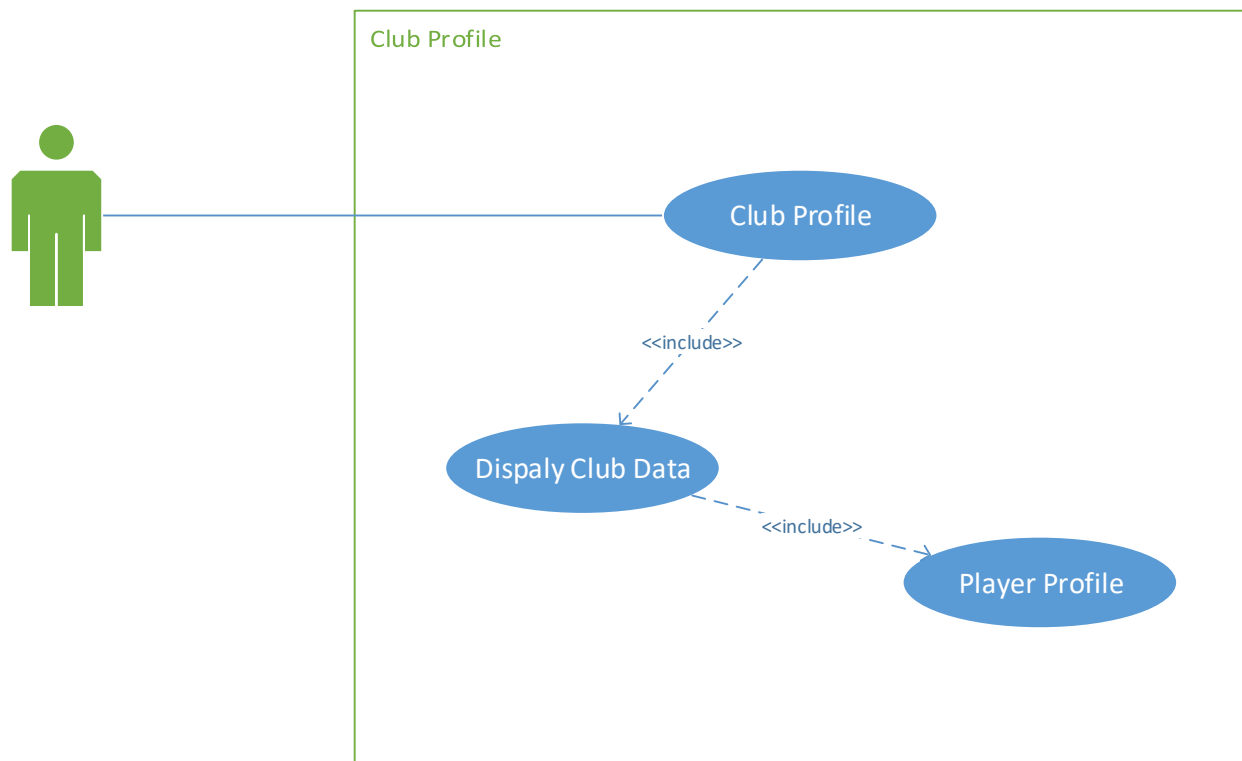 Club Profile
Club Profile
<<include>>
Dispaly Club Data
<<include>>
Player Profile